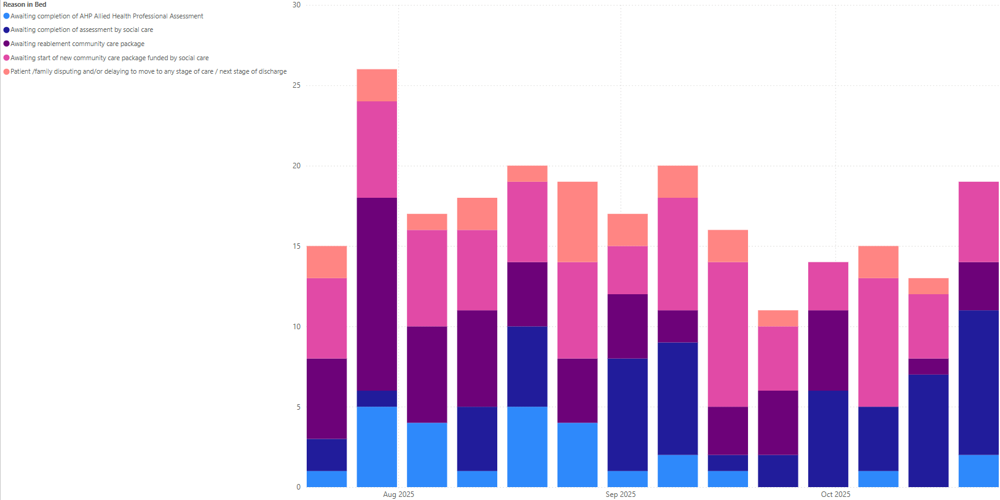 Reason in Bed
Awaiting completion of AHP Allied Health Professional Assessment
Awaiting completion of assessment by social care
Awaiting reablement community care package
Awaiting start of new community care package funded by social care
Patient /family disputing and/or delaying to move to any stage of care / next stage of discharge
30
25
20
15
10
5
0
Aug 2025 Sep 2025 Oct 2025